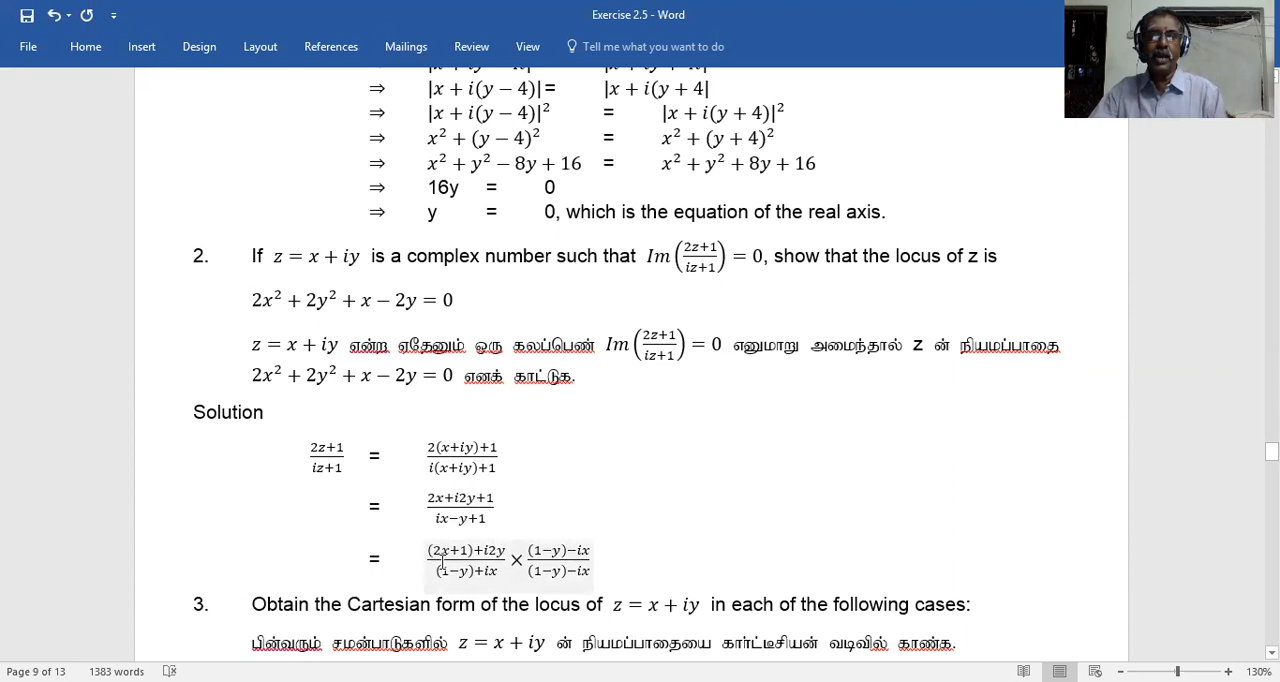 Exercise 2.5 - Word
File Home Insert Design Layout References Mailings Review View Tell me what you want to do
⇒ |x + i(y − 4)| = |x + i(y + 4|
⇒ |x + i(y − 4)|² = |x + i(y + 4)|²
⇒ x² + (y − 4)² = x² + (y + 4)²
⇒ x² + y² − 8y + 16 = x² + y² + 8y + 16
⇒ 16y = 0
⇒ y = 0, which is the equation of the real axis.
2. If z = x + iy is a complex number such that Im((2z+1)/(iz+1)) = 0, show that the locus of z is
2x² + 2y² + x − 2y = 0
z = x + iy என்ற ஏதேனும் ஒரு கலப்பெண் Im((2z+1)/(iz+1)) = 0 எனுமாறு அமைந்தால் z ன் நியமப்பாதை
2x² + 2y² + x − 2y = 0 எனக் காட்டுக.
Solution
(2z+1)/(iz+1) = (2(x+iy)+1)/(i(x+iy)+1)
= (2x+i2y+1)/(ix−y+1)
= ((2x+1)+i2y)/((1−y)+ix) × ((1−y)−ix)/((1−y)−ix)
3. Obtain the Cartesian form of the locus of z = x + iy in each of the following cases:
பின்வரும் சமன்பாடுகளில் z = x + iy ன் நியமப்பாதையை கார்ட்டீசியன் வடிவில் காண்க.
Page 9 of 13 1383 words 130%